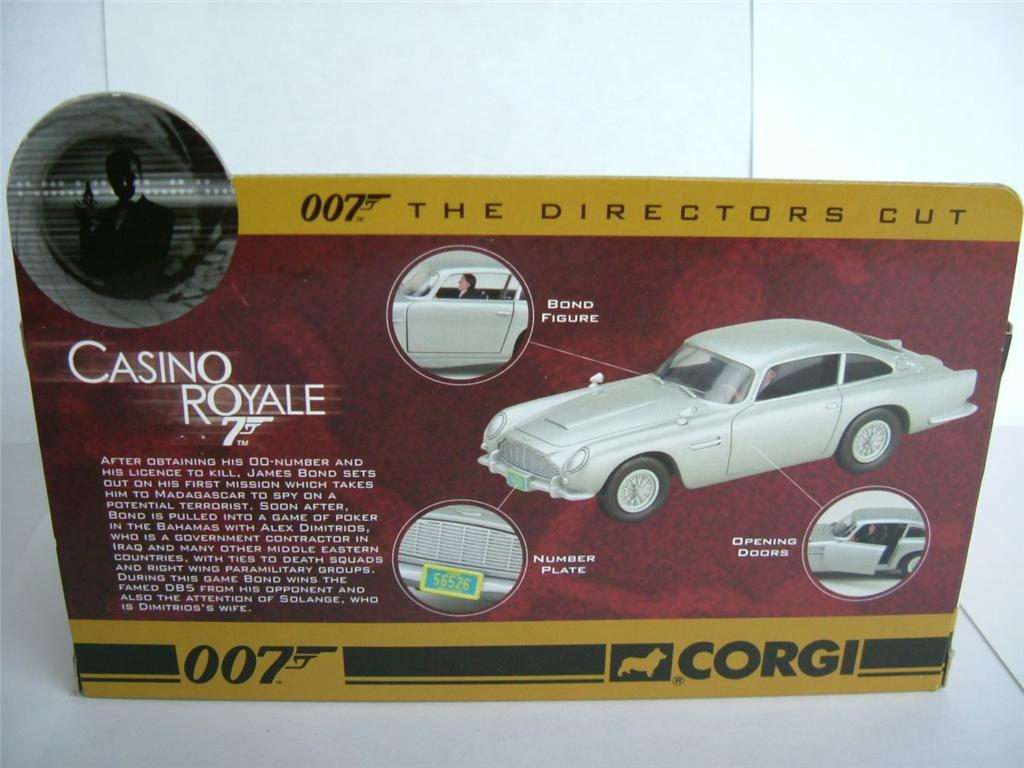 007 THE DIRECTORS CUT
TM
BOND
FIGURE
CASINO
ROYALE
7
TM
AFTER OBTAINING HIS 00-NUMBER AND
HIS LICENCE TO KILL, JAMES BOND SETS
OUT ON HIS FIRST MISSION WHICH TAKES
HIM TO MADAGASCAR TO SPY ON A
POTENTIAL TERRORIST. SOON AFTER,
BOND IS PULLED INTO A GAME OF POKER
IN THE BAHAMAS WITH ALEX DIMITRIOS,
WHO IS A GOVERNMENT CONTRACTOR IN
IRAQ AND MANY OTHER MIDDLE EASTERN
COUNTRIES, WITH TIES TO DEATH SQUADS
AND RIGHT WING PARAMILITARY GROUPS.
DURING THIS GAME BOND WINS THE
FAMED DB5 FROM HIS OPPONENT AND
ALSO THE ATTENTION OF SOLANGE, WHO
IS DIMITRIOS'S WIFE.
NUMBER
PLATE
56526
OPENING
DOORS
007
TM
® CORGI